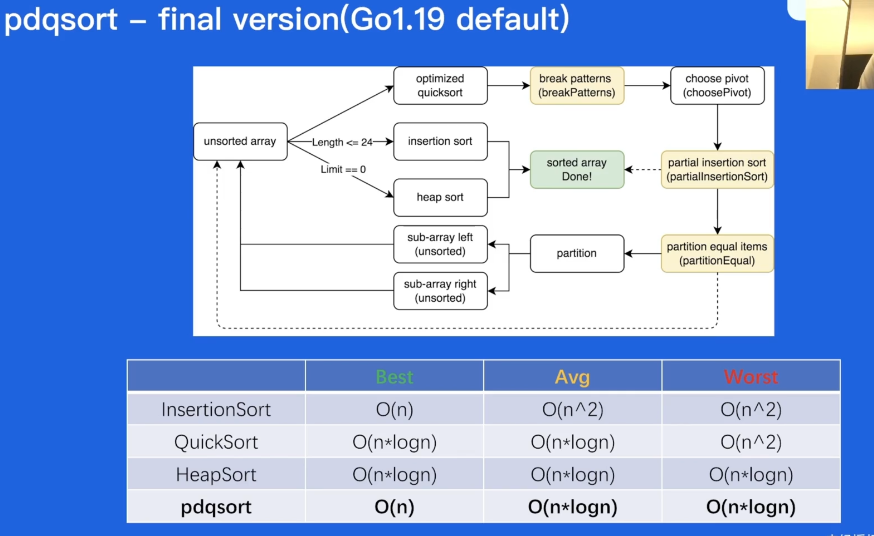 pdqsort – final version(Go1.19 default)
optimized
quicksort
break patterns
(breakPatterns)
choose pivot
(choosePivot)
unsorted array
Length <= 24
insertion sort
Limit == 0
sorted array
Done!
partial insertion sort
(partialInsertionSort)
heap sort
sub-array left
(unsorted)
partition
partition equal items
(partitionEqual)
sub-array right
(unsorted)
Best Avg Worst
InsertionSort O(n) O(n^2) O(n^2)
QuickSort O(n*logn) O(n*logn) O(n^2)
HeapSort O(n*logn) O(n*logn) O(n*logn)
pdqsort O(n) O(n*logn) O(n*logn)